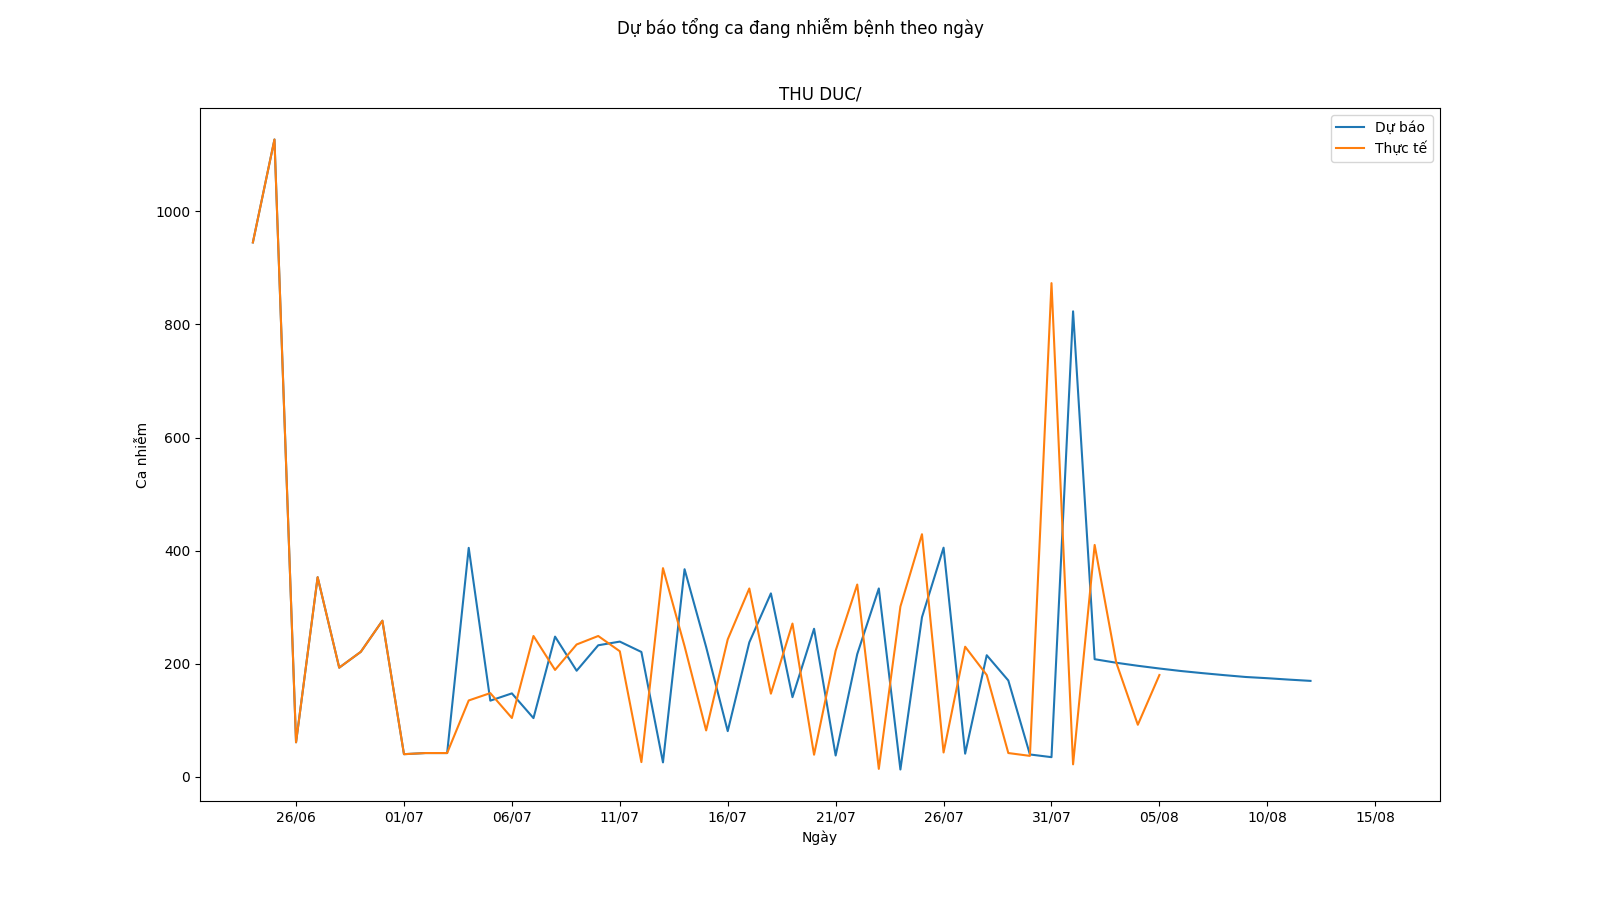 Dự báo tổng ca đang nhiễm bệnh theo ngày
THU DUC/
Dự báo
Thực tế
1000
800
600
400
200
0
Ca nhiễm
26/06 01/07 06/07 11/07 16/07 21/07 26/07 31/07 05/08 10/08 15/08
Ngày